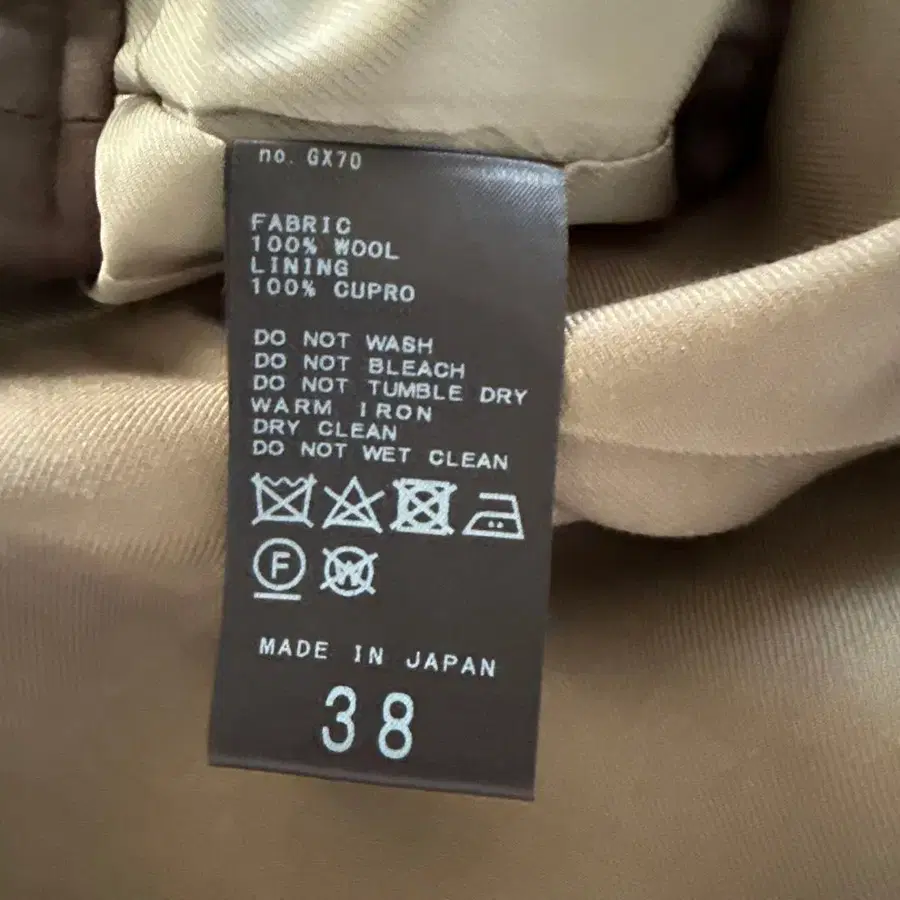 no. GX70
FABRIC
100% WOOL
LINING
100% CUPRO
DO NOT WASH
DO NOT BLEACH
DO NOT TUMBLE DRY
WARM IRON
DRY CLEAN
DO NOT WET CLEAN
F W
MADE IN JAPAN
38